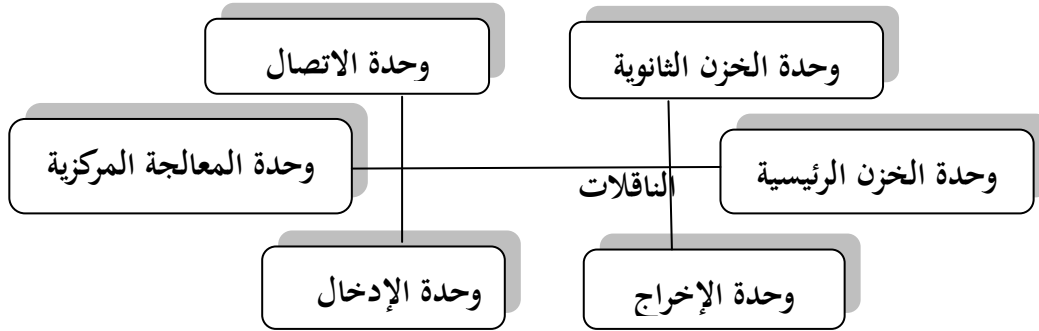 وحدة الخزن الثانوية
وحدة الاتصال
وحدة الخزن الرئيسية
وحدة المعالجة المركزية
الناقلات
وحدة الإخراج
وحدة الإدخال